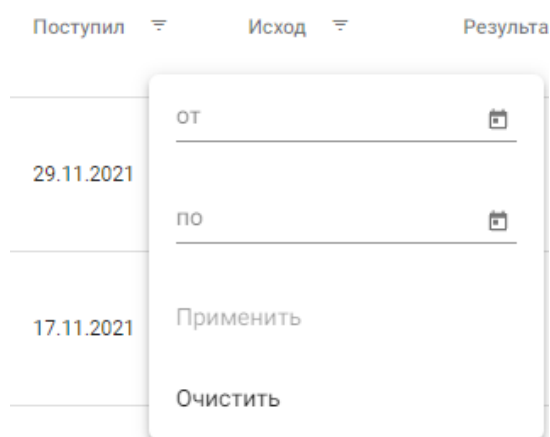 Поступил Исход Результа
от
29.11.2021
по
17.11.2021
Применить
Очистить